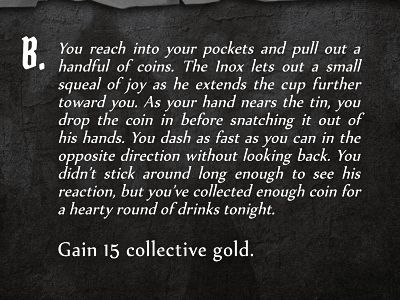 B. You reach into your pockets and pull out a
handful of coins. The Inox lets out a small
squeal of joy as he extends the cup further
toward you. As your hand nears the tin, you
drop the coin in before snatching it out of
his hands. You dash as fast as you can in the
opposite direction without looking back. You
didn't stick around long enough to see his
reaction, but you've collected enough coin for
a hearty round of drinks tonight.
Gain 15 collective gold.